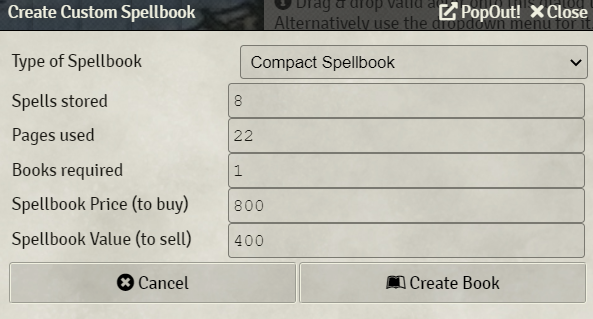 Create Custom Spellbook
PopOut! Close
Drag & drop valid
Alternatively use the dropdown menu for it
Type of Spellbook
Compact Spellbook
Spells stored
8
Pages used
22
Books required
1
Spellbook Price (to buy)
800
Spellbook Value (to sell)
400
Cancel
Create Book